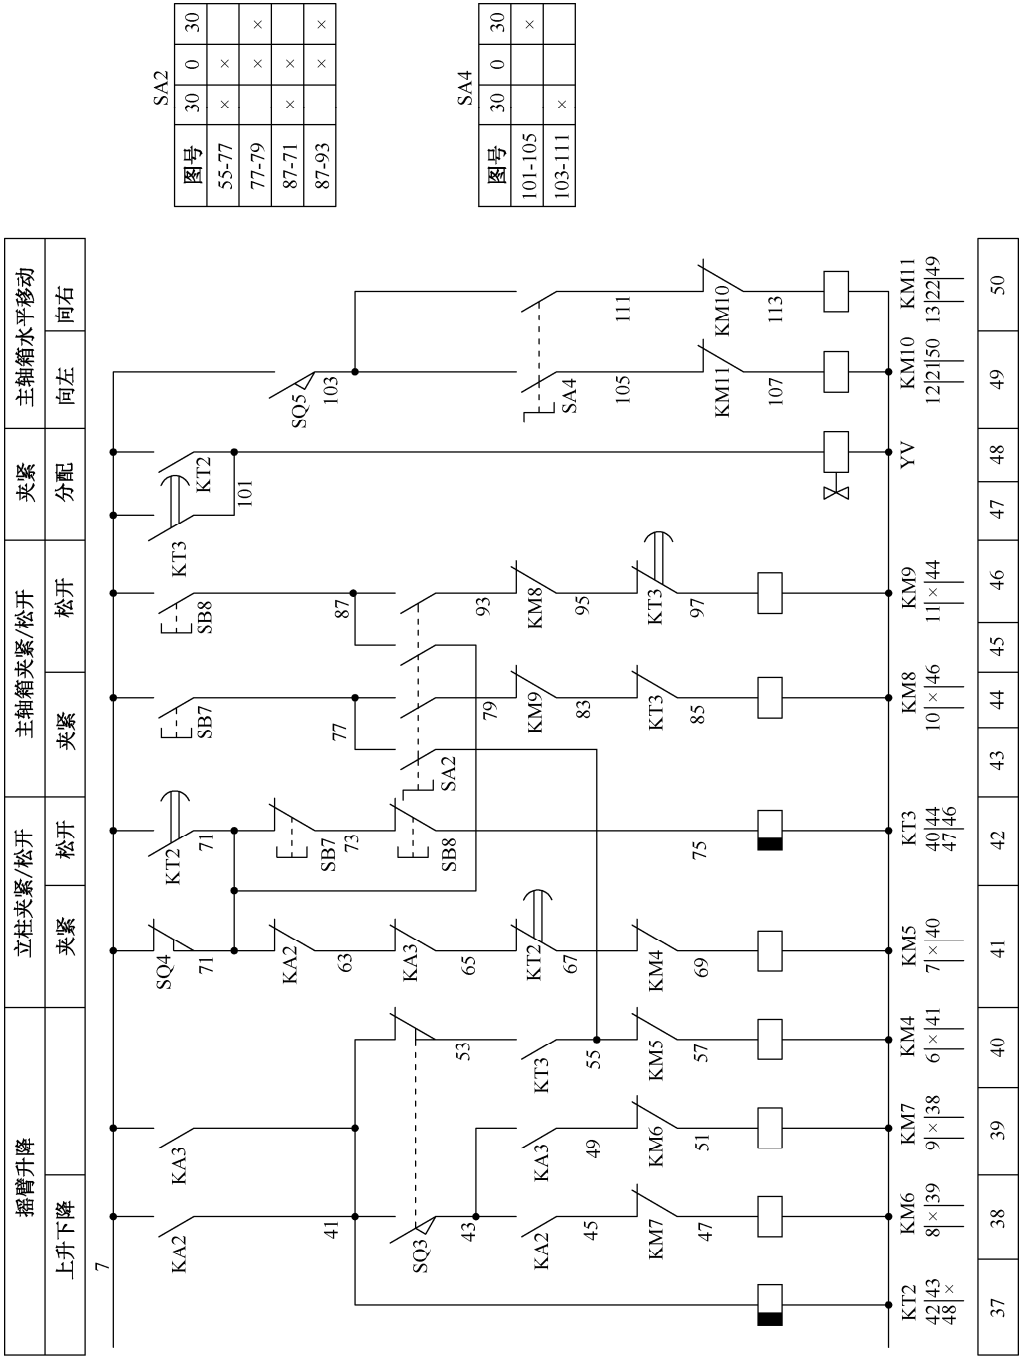 摇臂升降
立柱夹紧/松开
主轴箱夹紧/松开
夹紧
主轴箱水平移动
上升下降
夹紧
松开
夹紧
松开
分配
向左
向右
7
KA2
KA3
41
SQ3
43
KA2
45
KM7
47
KA3
49
KM6
51
53
KT3
55
KM5
57
SQ4
71
KA2
63
KA3
65
KT2
67
KM4
69
KT2
71
SB7
73
SB8
75
SB7
77
SA2
79
KM9
83
KT3
85
SB8
87
93
KM8
95
KT3
97
KT3
KT2
101
SQ5
103
SA4
105
KM11
107
111
KM10
113
KT2
42 43
48 ×
KM6
8 × 39
KM7
9 × 38
KM4
6 × 41
KM5
7 × 40
KT3
40 44
47 46
KM8
10 × 46
KM9
11 × 44
YV
KM10
12 21 50
KM11
13 22 49
37 38 39 40 41 42 43 44 45 46 47 48 49 50
SA2
图号 30 0 30
55-77 × ×
77-79 × ×
87-71 × ×
87-93 × ×
SA4
图号 30 0 30
101-105 ×
103-111 ×